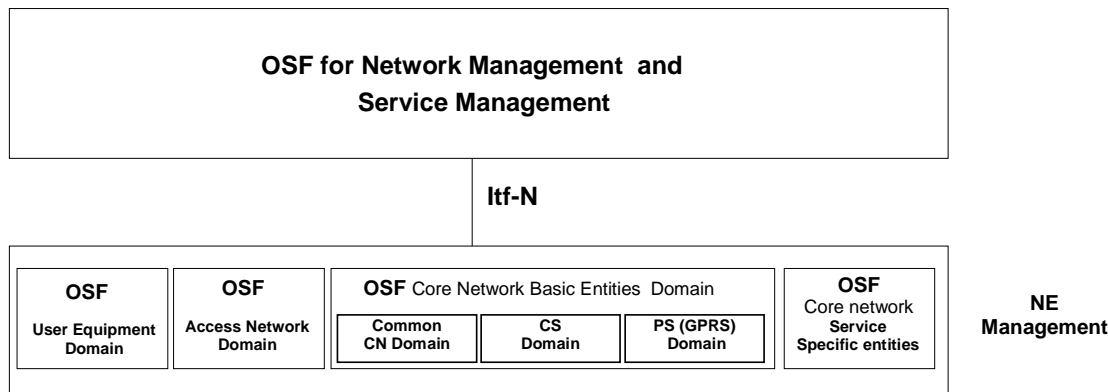 OSF for Network Management and
Service Management
Itf-N
OSF
User Equipment
Domain
OSF
Access Network
Domain
OSF Core Network Basic Entities Domain
Common
CN Domain
CS
Domain
PS (GPRS)
Domain
OSF
Core network
Service
Specific entities
NE
Management